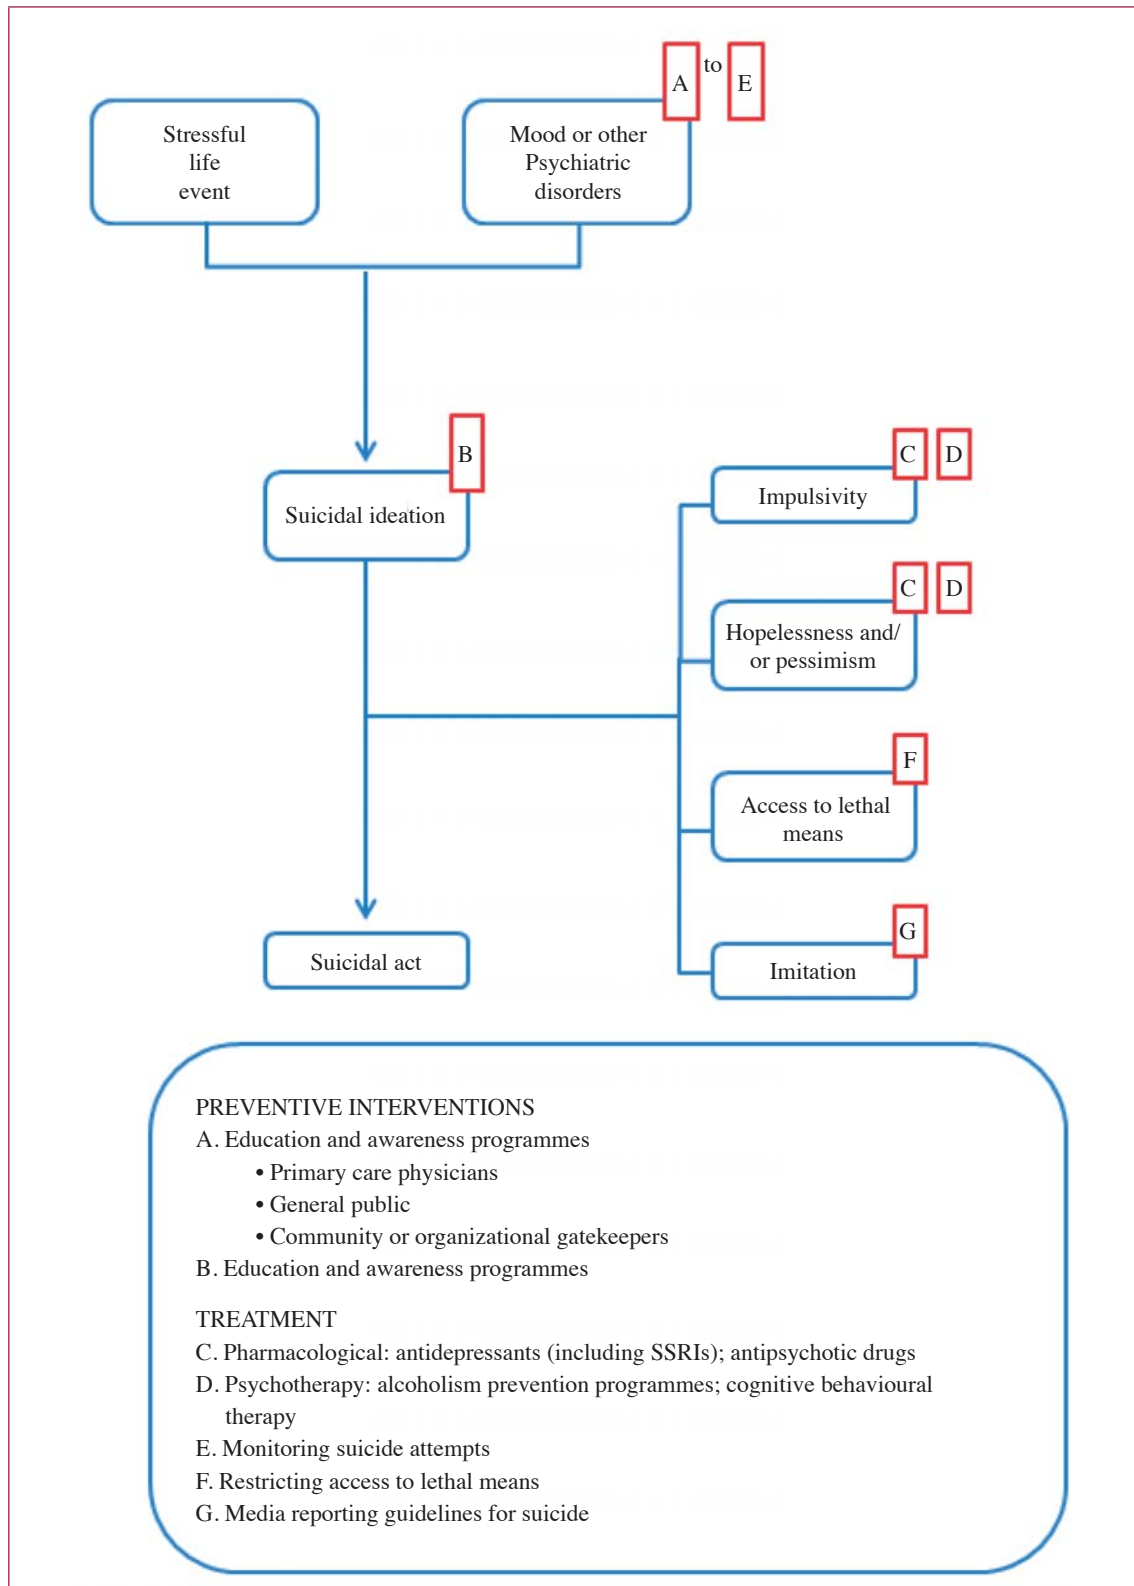 A to E
Stressful
life
event
Mood or other
Psychiatric
disorders
B
Suicidal ideation
C D
Impulsivity
C D
Hopelessness and/
or pessimism
F
Access to lethal
means
G
Imitation
Suicidal act
PREVENTIVE INTERVENTIONS
A. Education and awareness programmes
• Primary care physicians
• General public
• Community or organizational gatekeepers
B. Education and awareness programmes
TREATMENT
C. Pharmacological: antidepressants (including SSRIs); antipsychotic drugs
D. Psychotherapy: alcoholism prevention programmes; cognitive behavioural
therapy
E. Monitoring suicide attempts
F. Restricting access to lethal means
G. Media reporting guidelines for suicide